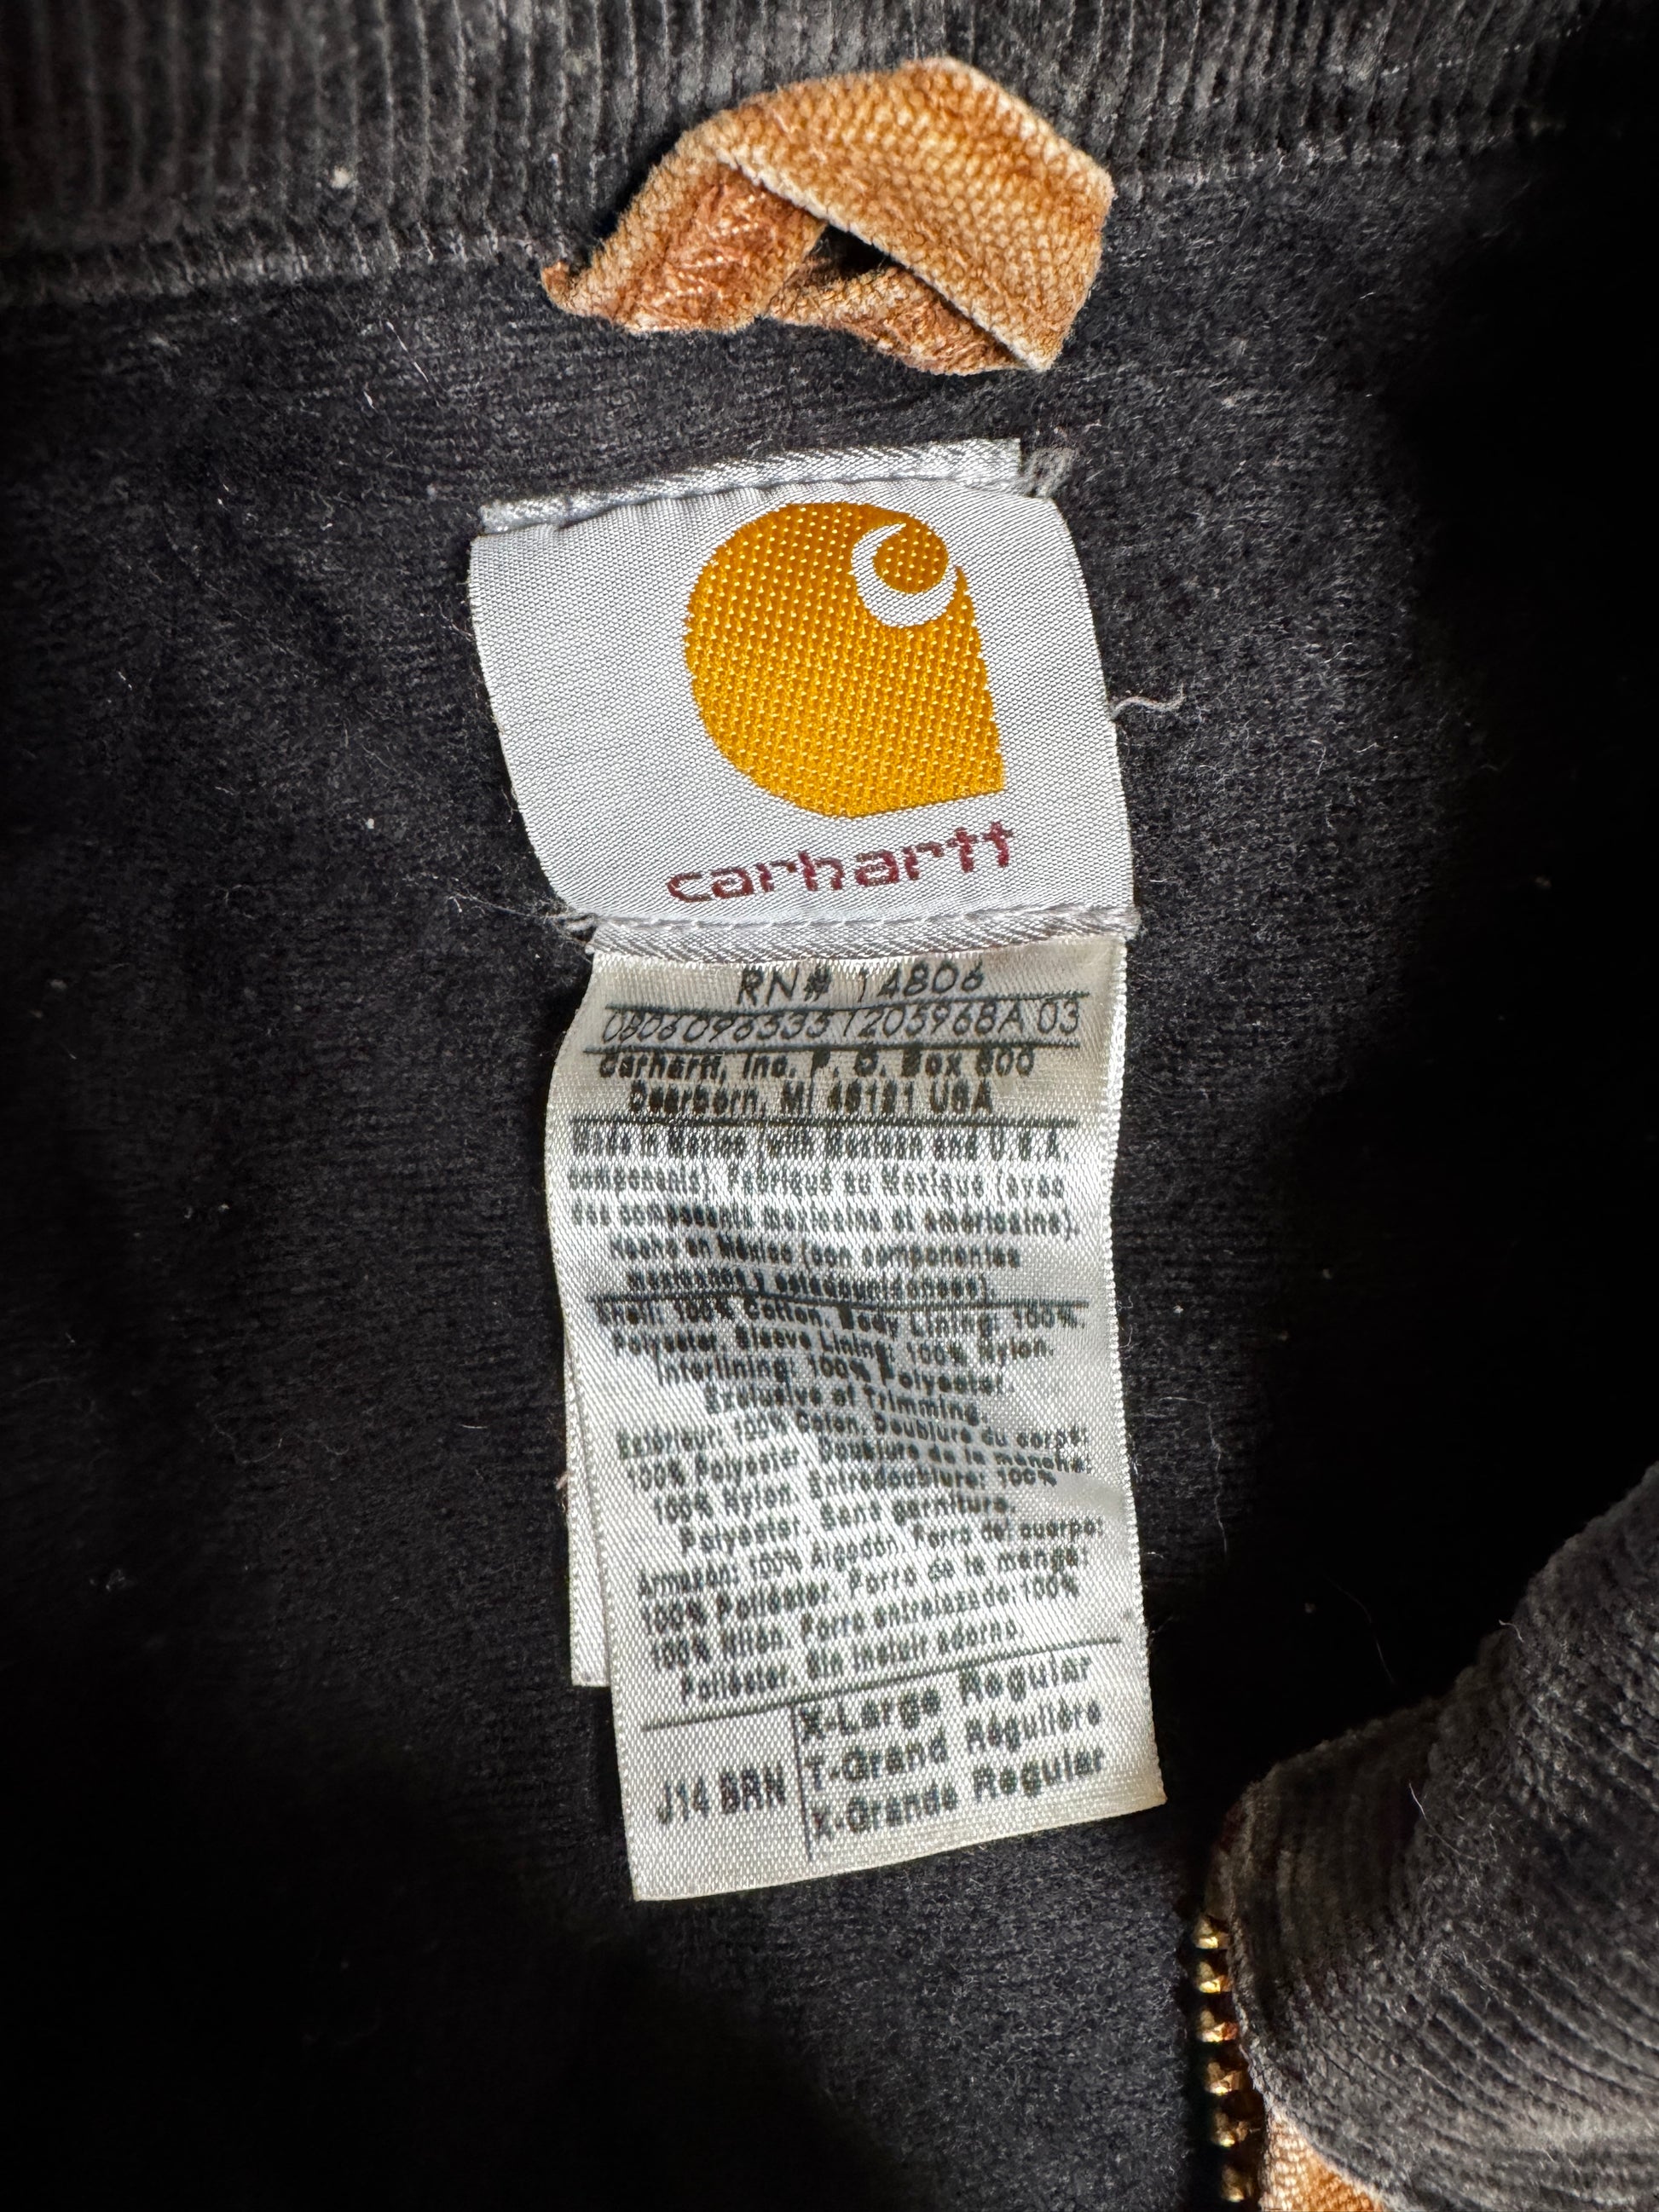 carhartt
RN# 14806
0806096335 1205968A 03
Carhartt, Inc. P. O. Box 600
Dearborn, MI 48121 USA
Made in Mexico (with Mexican and U.S.A.
components). Fabriqué au Mexique (avec
des composants mexicains et américains).
Hecho en México (con componentes
mexicanos y estadounidenses).
Shell: 100% Cotton. Body Lining: 100%
Polyester. Sleeve Lining: 100% Nylon.
Interlining: 100% Polyester.
Exclusive of Trimming.
Extérieur: 100% Coton. Doublure du corps:
100% Polyester. Doublure de la manche:
100% Nylon. Entredoublure: 100%
Polyester. Sans garniture.
Armazon: 100% Algodón. Forro del cuerpo:
100% Poliéster. Forro de la manga:
100% Nilón. Forro entrelazado: 100%
Poliéster. Sin incluir adorno.
J14 BRN
X-Large Regular
T-Grand Régulière
X-Grande Regular